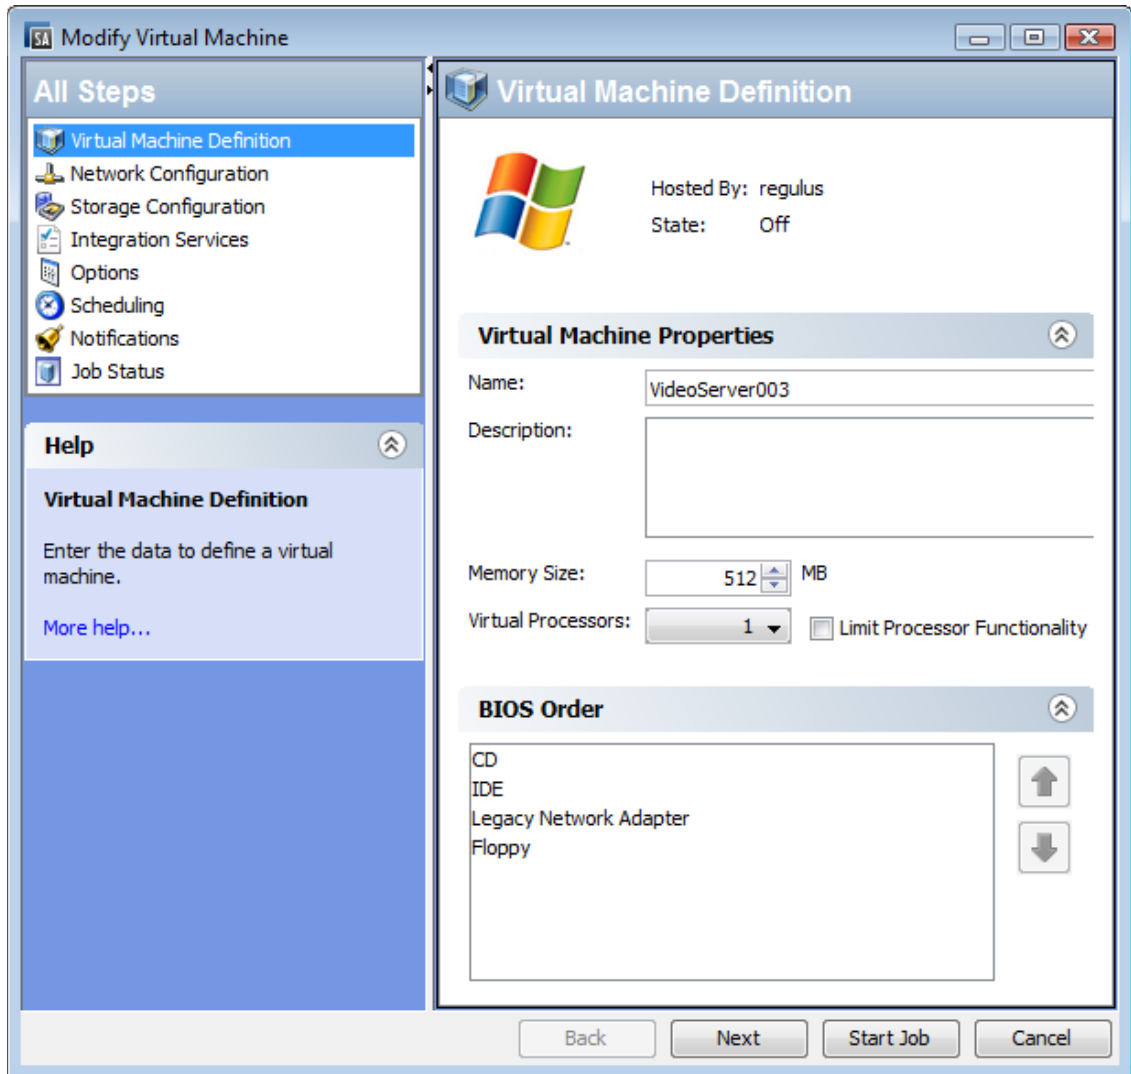 SA Modify Virtual Machine
All Steps
Virtual Machine Definition
Network Configuration
Storage Configuration
Integration Services
Options
Scheduling
Notifications
Job Status
Help
Virtual Machine Definition
Enter the data to define a virtual
machine.
More help...
Virtual Machine Definition
Hosted By: regulus
State: Off
Virtual Machine Properties
Name: VideoServer003
Description:
Memory Size: 512 MB
Virtual Processors: 1 Limit Processor Functionality
BIOS Order
CD
IDE
Legacy Network Adapter
Floppy
Back Next Start Job Cancel